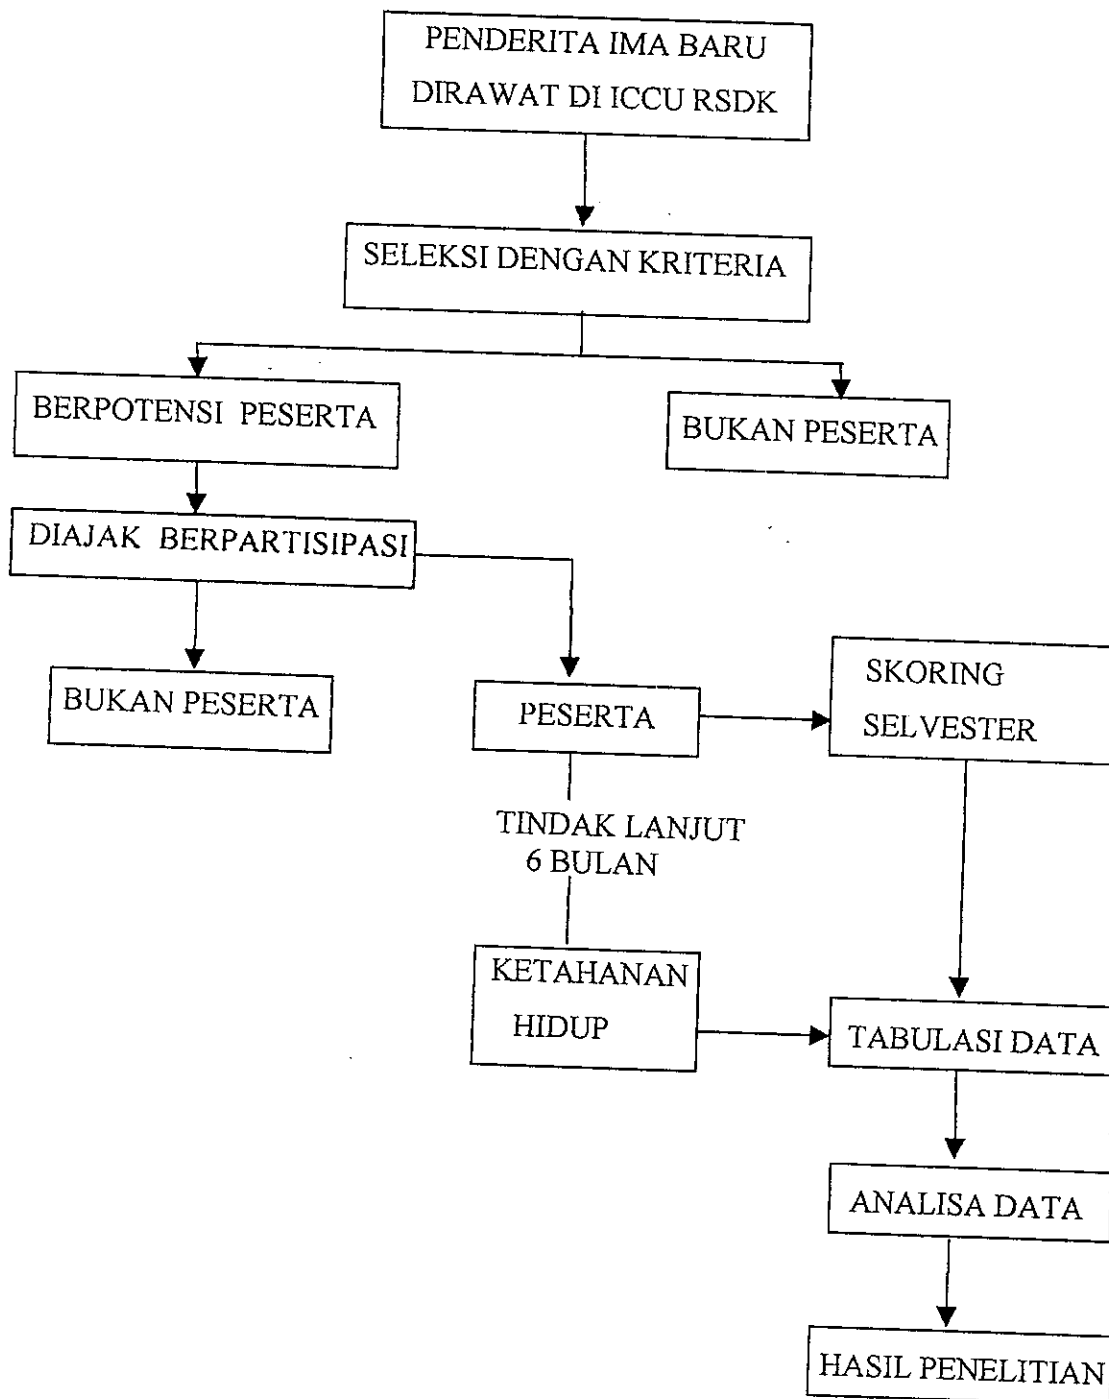 PENDERITA IMA BARU
DIRAWAT DI ICCU RSDK
SELEKSI DENGAN KRITERIA
BERPOTENSI PESERTA
BUKAN PESERTA
DIAJAK BERPARTISIPASI
BUKAN PESERTA
PESERTA
SKORING
SELVESTER
TINDAK LANJUT
6 BULAN
KETAHANAN
HIDUP
TABULASI DATA
ANALISA DATA
HASIL PENELITIAN